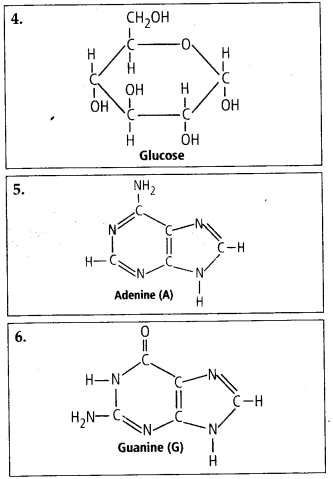 4.
CH₂OH
C O
H H H
C C
OH OH H OH
C C
H OH
Glucose
5.
NH₂
C
N C N
C—H
H—C C
N N
H
Adenine (A)
6.
O
C
H—N C N
C—H
H₂N—C C
N N
H
Guanine (G)